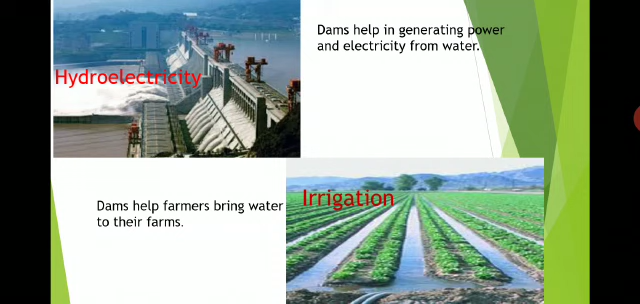 Dams help in generating power
and electricity from water.
Hydroelectricity
Irrigation
Dams help farmers bring water
to their farms.